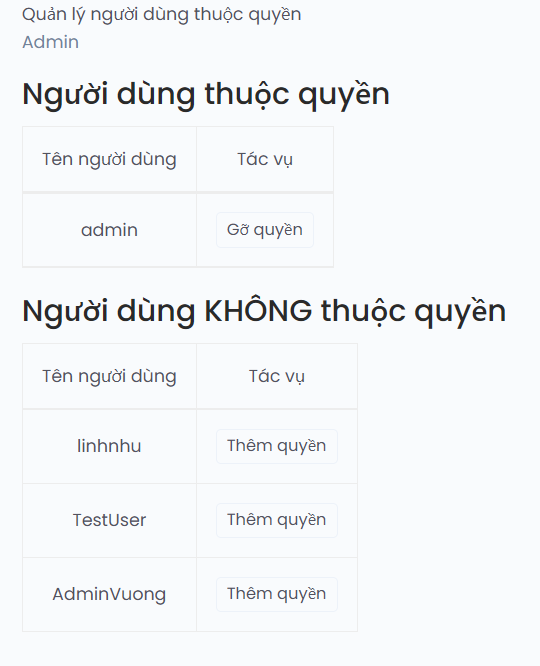 Quản lý người dùng thuộc quyền
Admin
Người dùng thuộc quyền
Tên người dùng Tác vụ
admin Gỡ quyền
Người dùng KHÔNG thuộc quyền
Tên người dùng Tác vụ
linhnhu Thêm quyền
TestUser Thêm quyền
AdminVuong Thêm quyền